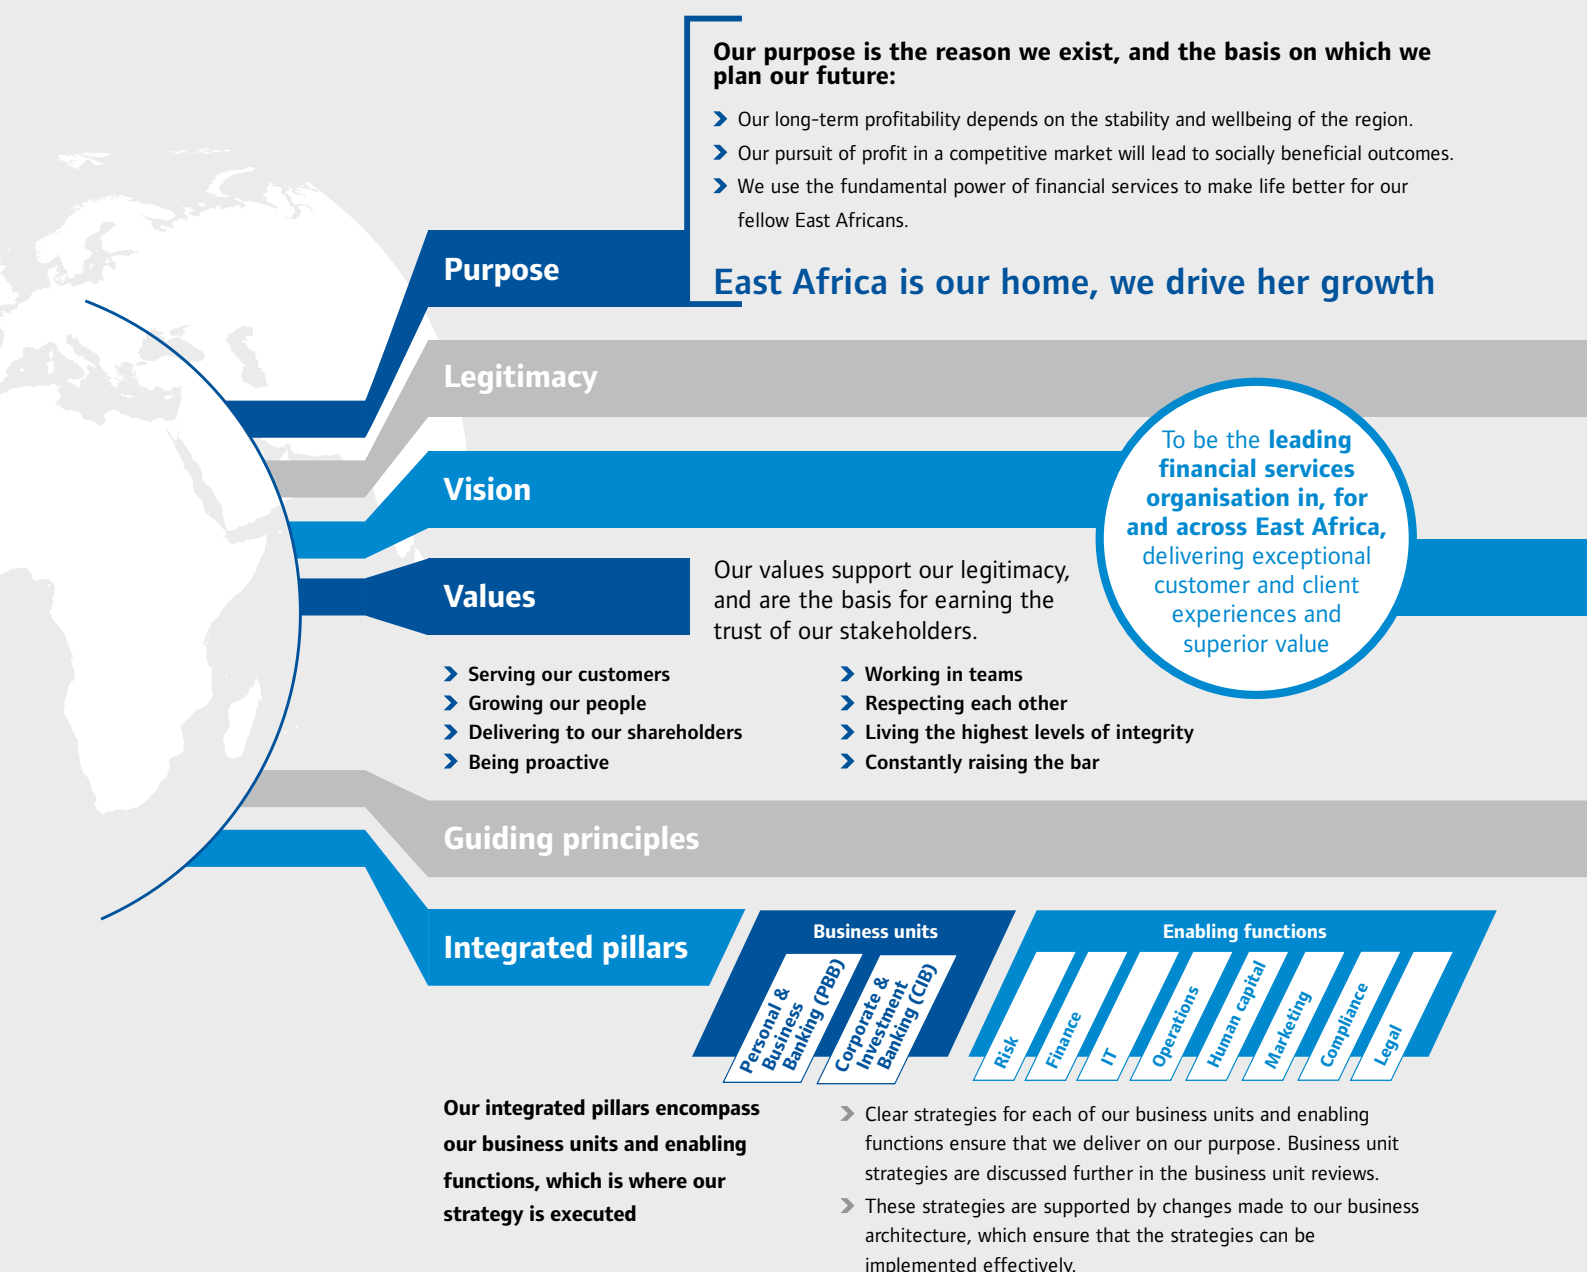 Our purpose is the reason we exist, and the basis on which we
plan our future:
Our long-term profitability depends on the stability and wellbeing of the region.
Our pursuit of profit in a competitive market will lead to socially beneficial outcomes.
We use the fundamental power of financial services to make life better for our
fellow East Africans.
Purpose
East Africa is our home, we drive her growth
Legitimacy
Vision
To be the leading
financial services
organisation in, for
and across East Africa,
delivering exceptional
customer and client
experiences and
superior value
Values
Our values support our legitimacy,
and are the basis for earning the
trust of our stakeholders.
Serving our customers
Growing our people
Delivering to our shareholders
Being proactive
Working in teams
Respecting each other
Living the highest levels of integrity
Constantly raising the bar
Guiding principles
Integrated pillars
Business units
Personal &
Business
Banking (PBB)
Corporate &
Investment
Banking (CIB)
Enabling functions
Risk
Finance
IT
Operations
Human capital
Marketing
Compliance
Legal
Our integrated pillars encompass
our business units and enabling
functions, which is where our
strategy is executed
Clear strategies for each of our business units and enabling
functions ensure that we deliver on our purpose. Business unit
strategies are discussed further in the business unit reviews.
These strategies are supported by changes made to our business
architecture, which ensure that the strategies can be
implemented effectively.